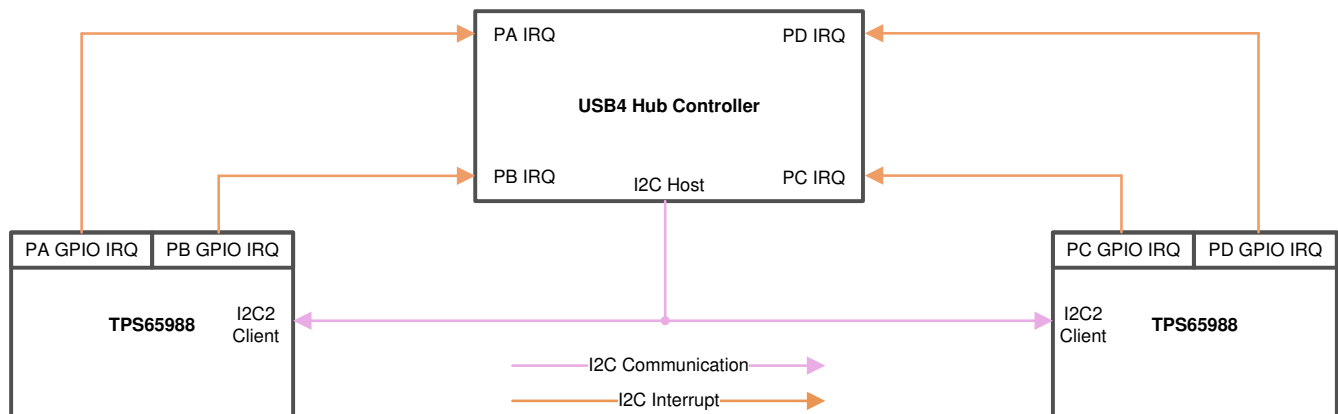 PA IRQ
PD IRQ
USB4 Hub Controller
PB IRQ
I2C Host
PC IRQ
PA GPIO IRQ
PB GPIO IRQ
PC GPIO IRQ
PD GPIO IRQ
TPS65988
I2C2
Client
I2C2
Client
TPS65988
I2C Communication
I2C Interrupt